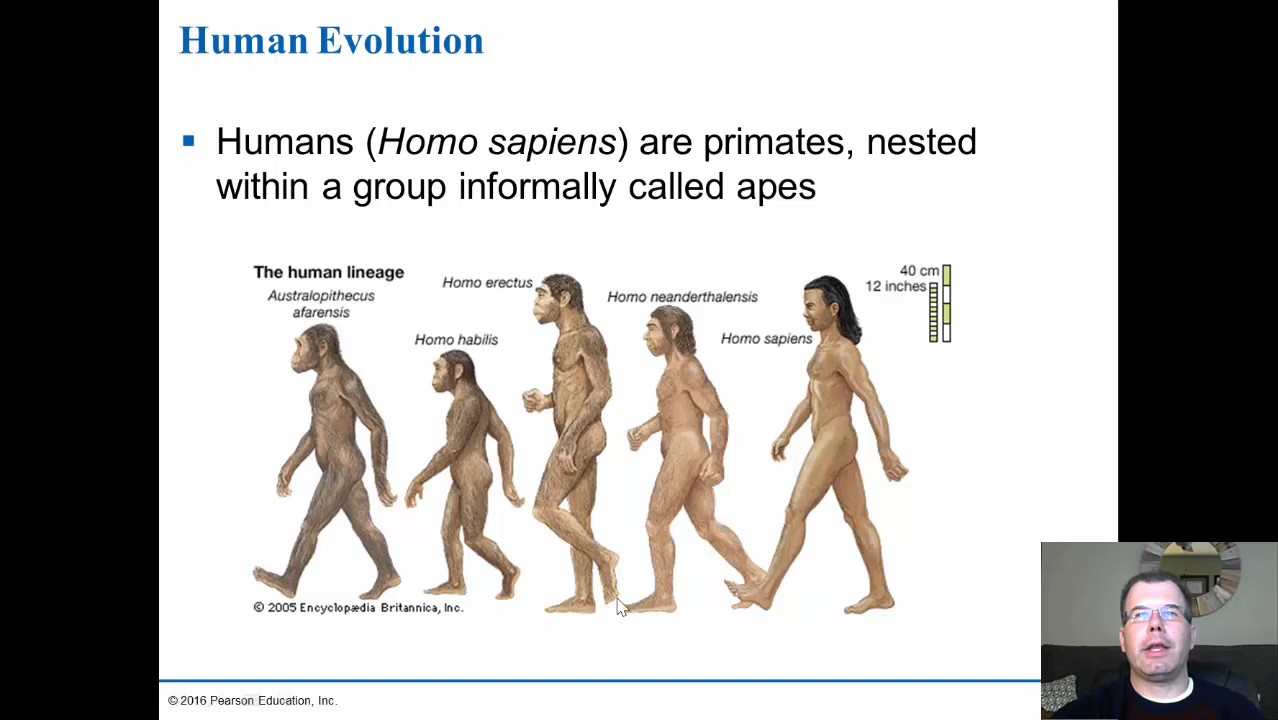 Human Evolution
Humans (Homo sapiens) are primates, nested
within a group informally called apes
The human lineage
Australopithecus
afarensis
Homo habilis
Homo erectus
Homo neanderthalensis
Homo sapiens
40 cm
12 inches
© 2005 Encyclopædia Britannica, Inc.
© 2016 Pearson Education, Inc.